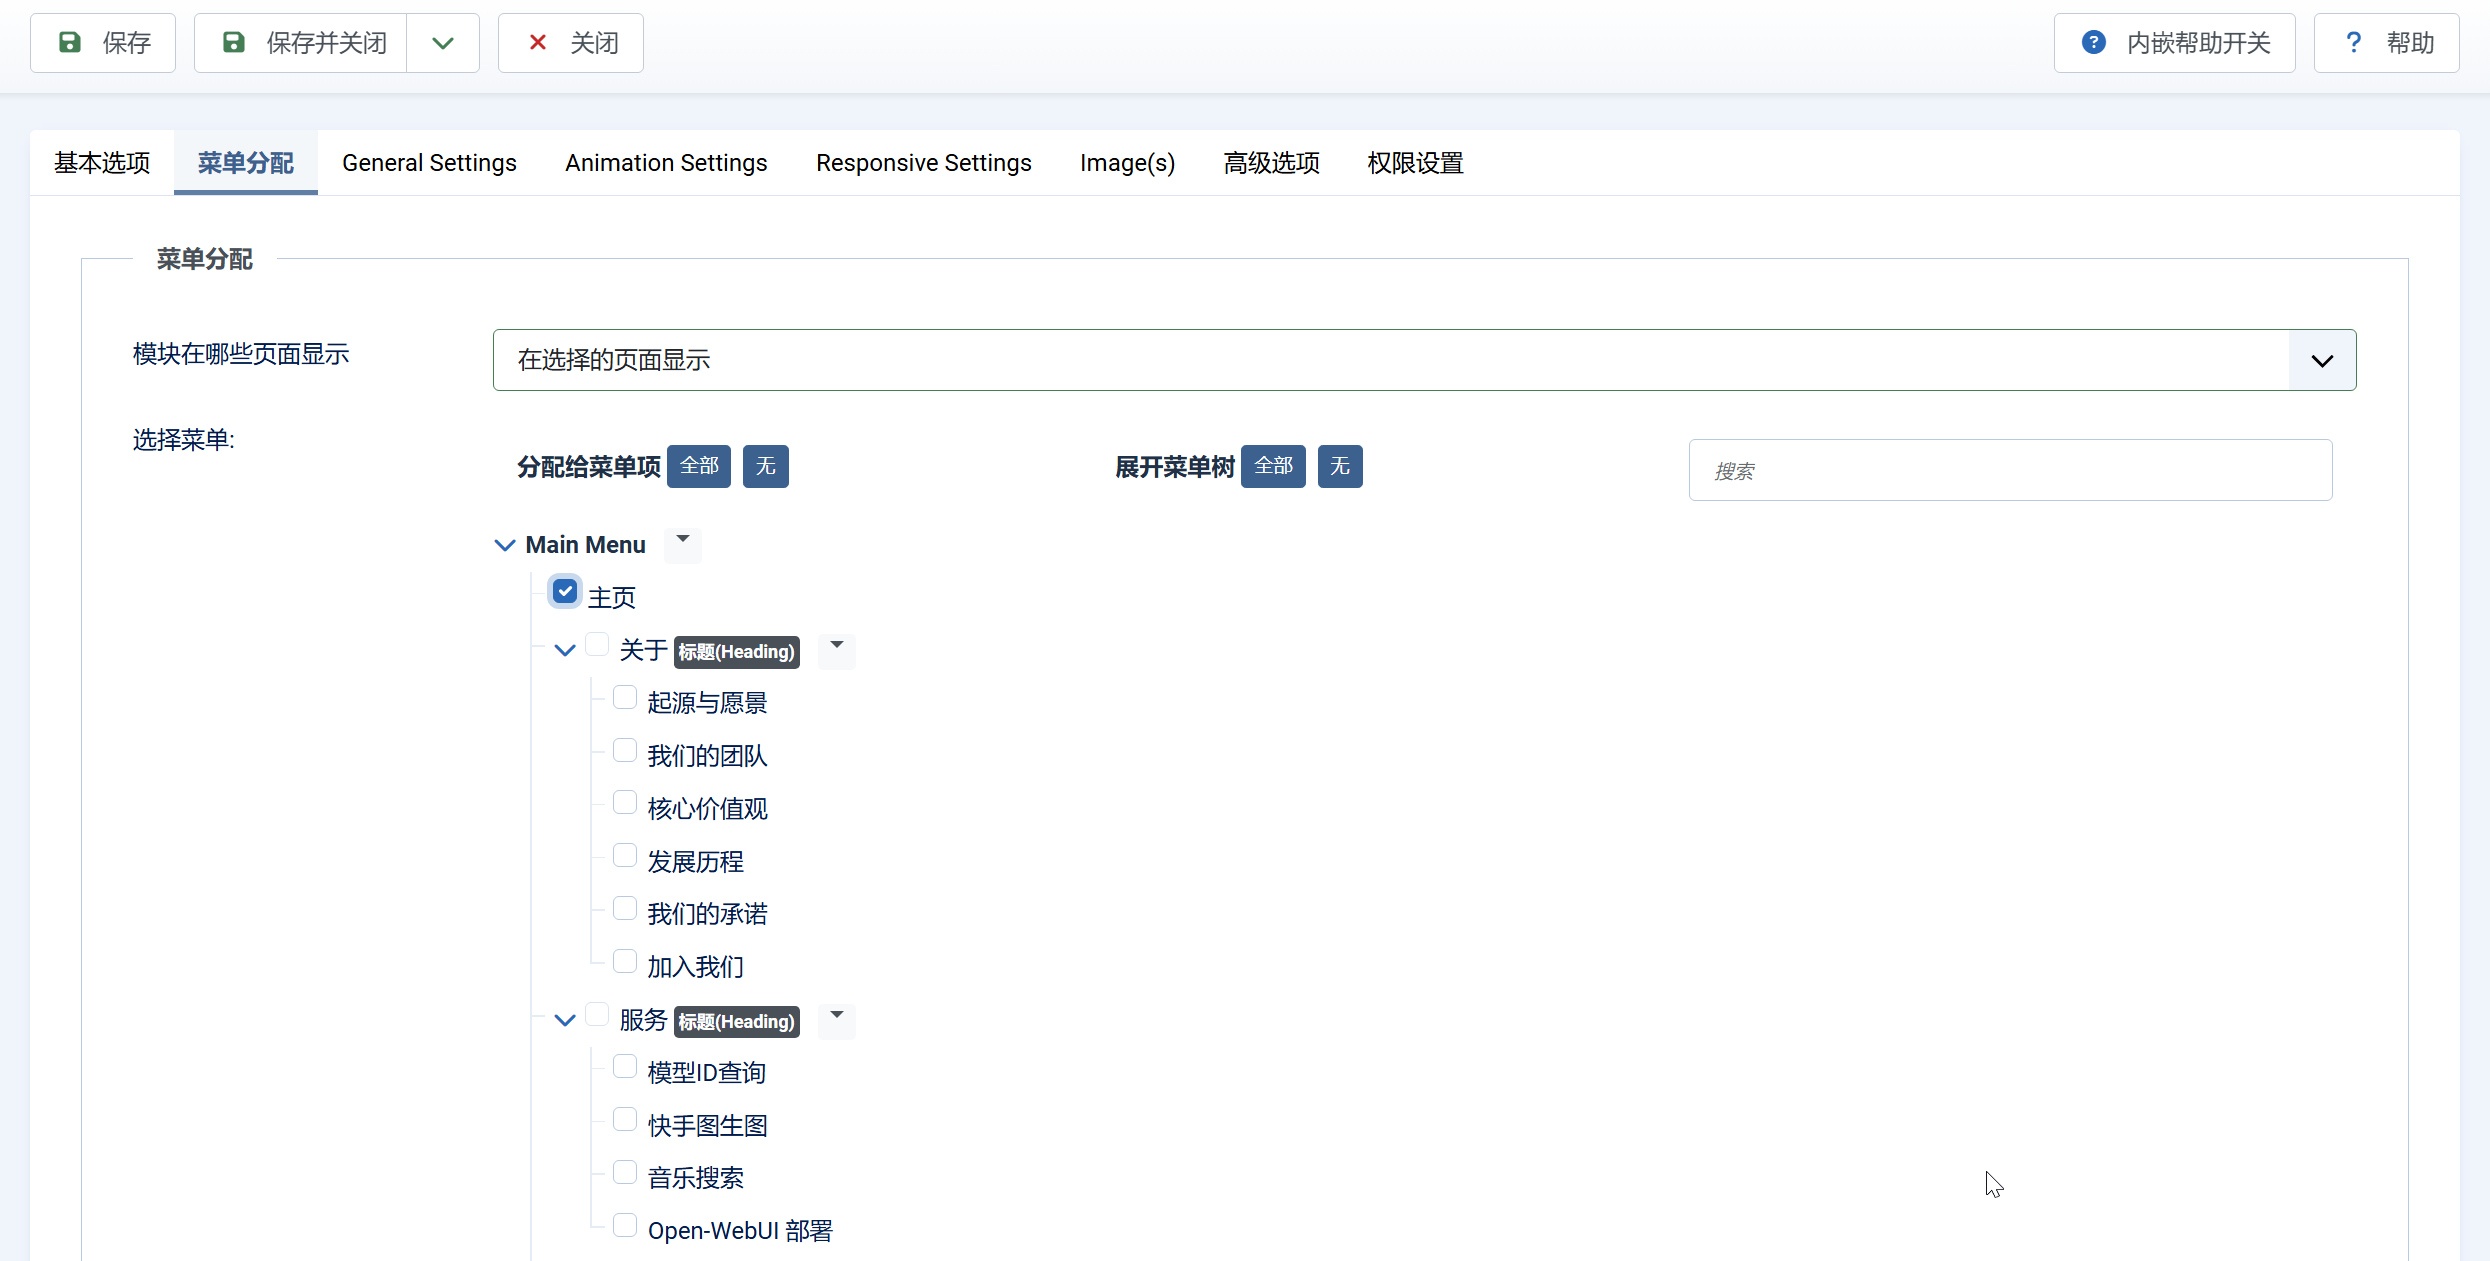 保存 保存并关闭 关闭 内嵌帮助开关 ? 帮助
基本选项 菜单分配 General Settings Animation Settings Responsive Settings Image(s) 高级选项 权限设置
菜单分配
模块在哪些页面显示 在选择的页面显示
选择菜单:
分配给菜单项 全部 无 展开菜单树 全部 无 搜索
Main Menu
主页
关于 标题(Heading)
起源与愿景
我们的团队
核心价值观
发展历程
我们的承诺
加入我们
服务 标题(Heading)
模型ID查询
快手图生图
音乐搜索
Open-WebUI 部署